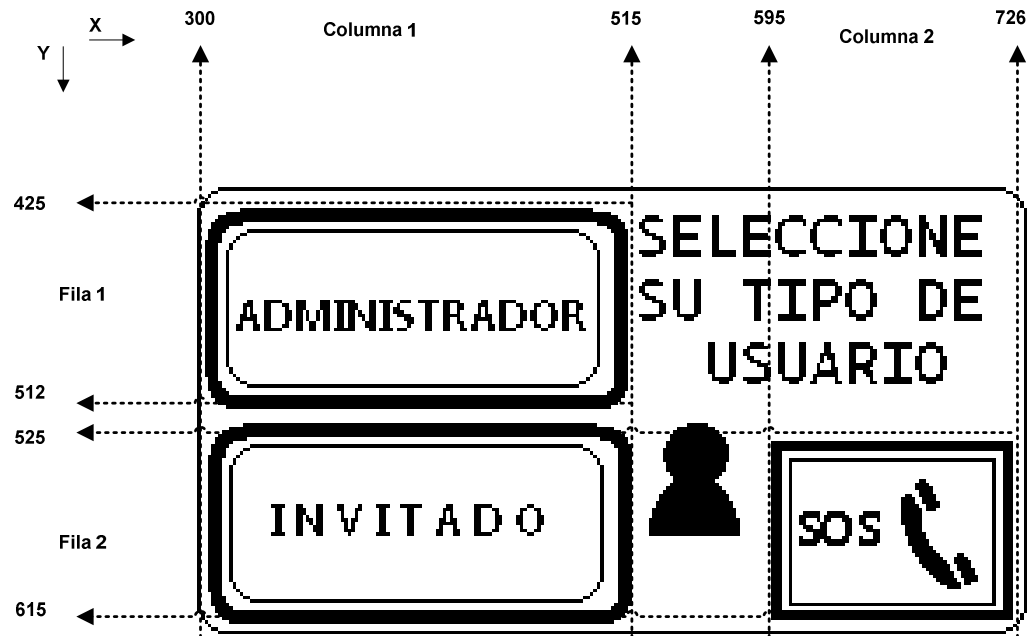 300
Columna 1
515
595
Columna 2
726
X
Y
425
Fila 1
512
525
Fila 2
615
ADMINISTRADOR
SELECCIONE
SU TIPO DE
USUARIO
INVITADO
SOS